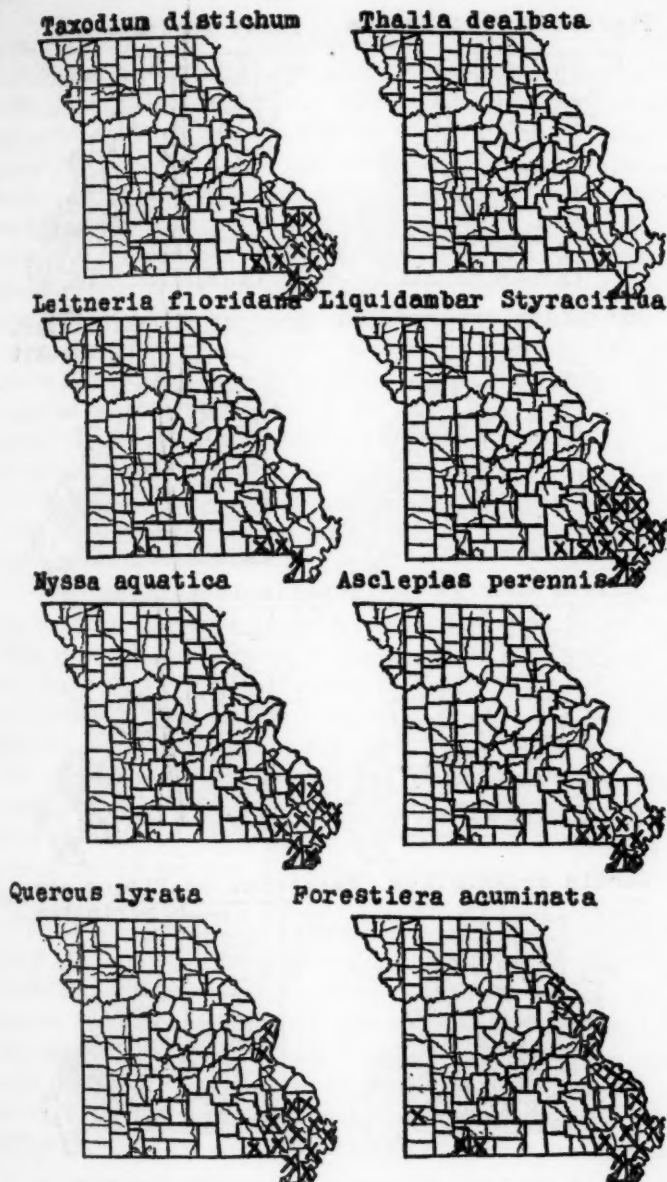 Taxodium distichum
Thalia dealbata
Leitneria floridana
Liquidambar Styraciflua
Nyssa aquatica
Asclepias perennis
Quercus lyrata
Forestiera acuminata